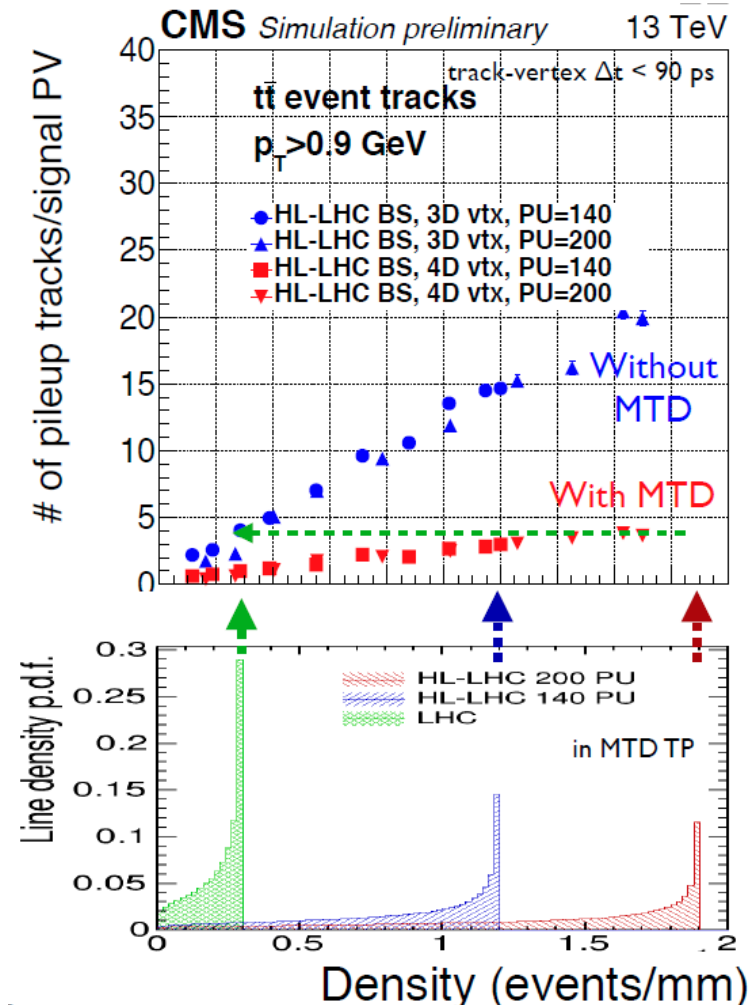 CMS Simulation preliminary 13 TeV
track-vertex Δt < 90 ps
tt̄ event tracks
p_T>0.9 GeV
HL-LHC BS, 3D vtx, PU=140
HL-LHC BS, 3D vtx, PU=200
HL-LHC BS, 4D vtx, PU=140
HL-LHC BS, 4D vtx, PU=200
# of pileup tracks/signal PV
40
35
30
25
20
15
10
5
0
Without
MTD
With MTD
Line density p.d.f.
0.3
0.25
0.2
0.15
0.1
0.05
0
HL-LHC 200 PU
HL-LHC 140 PU
LHC
in MTD TP
0 0.5 1 1.5 2
Density (events/mm)